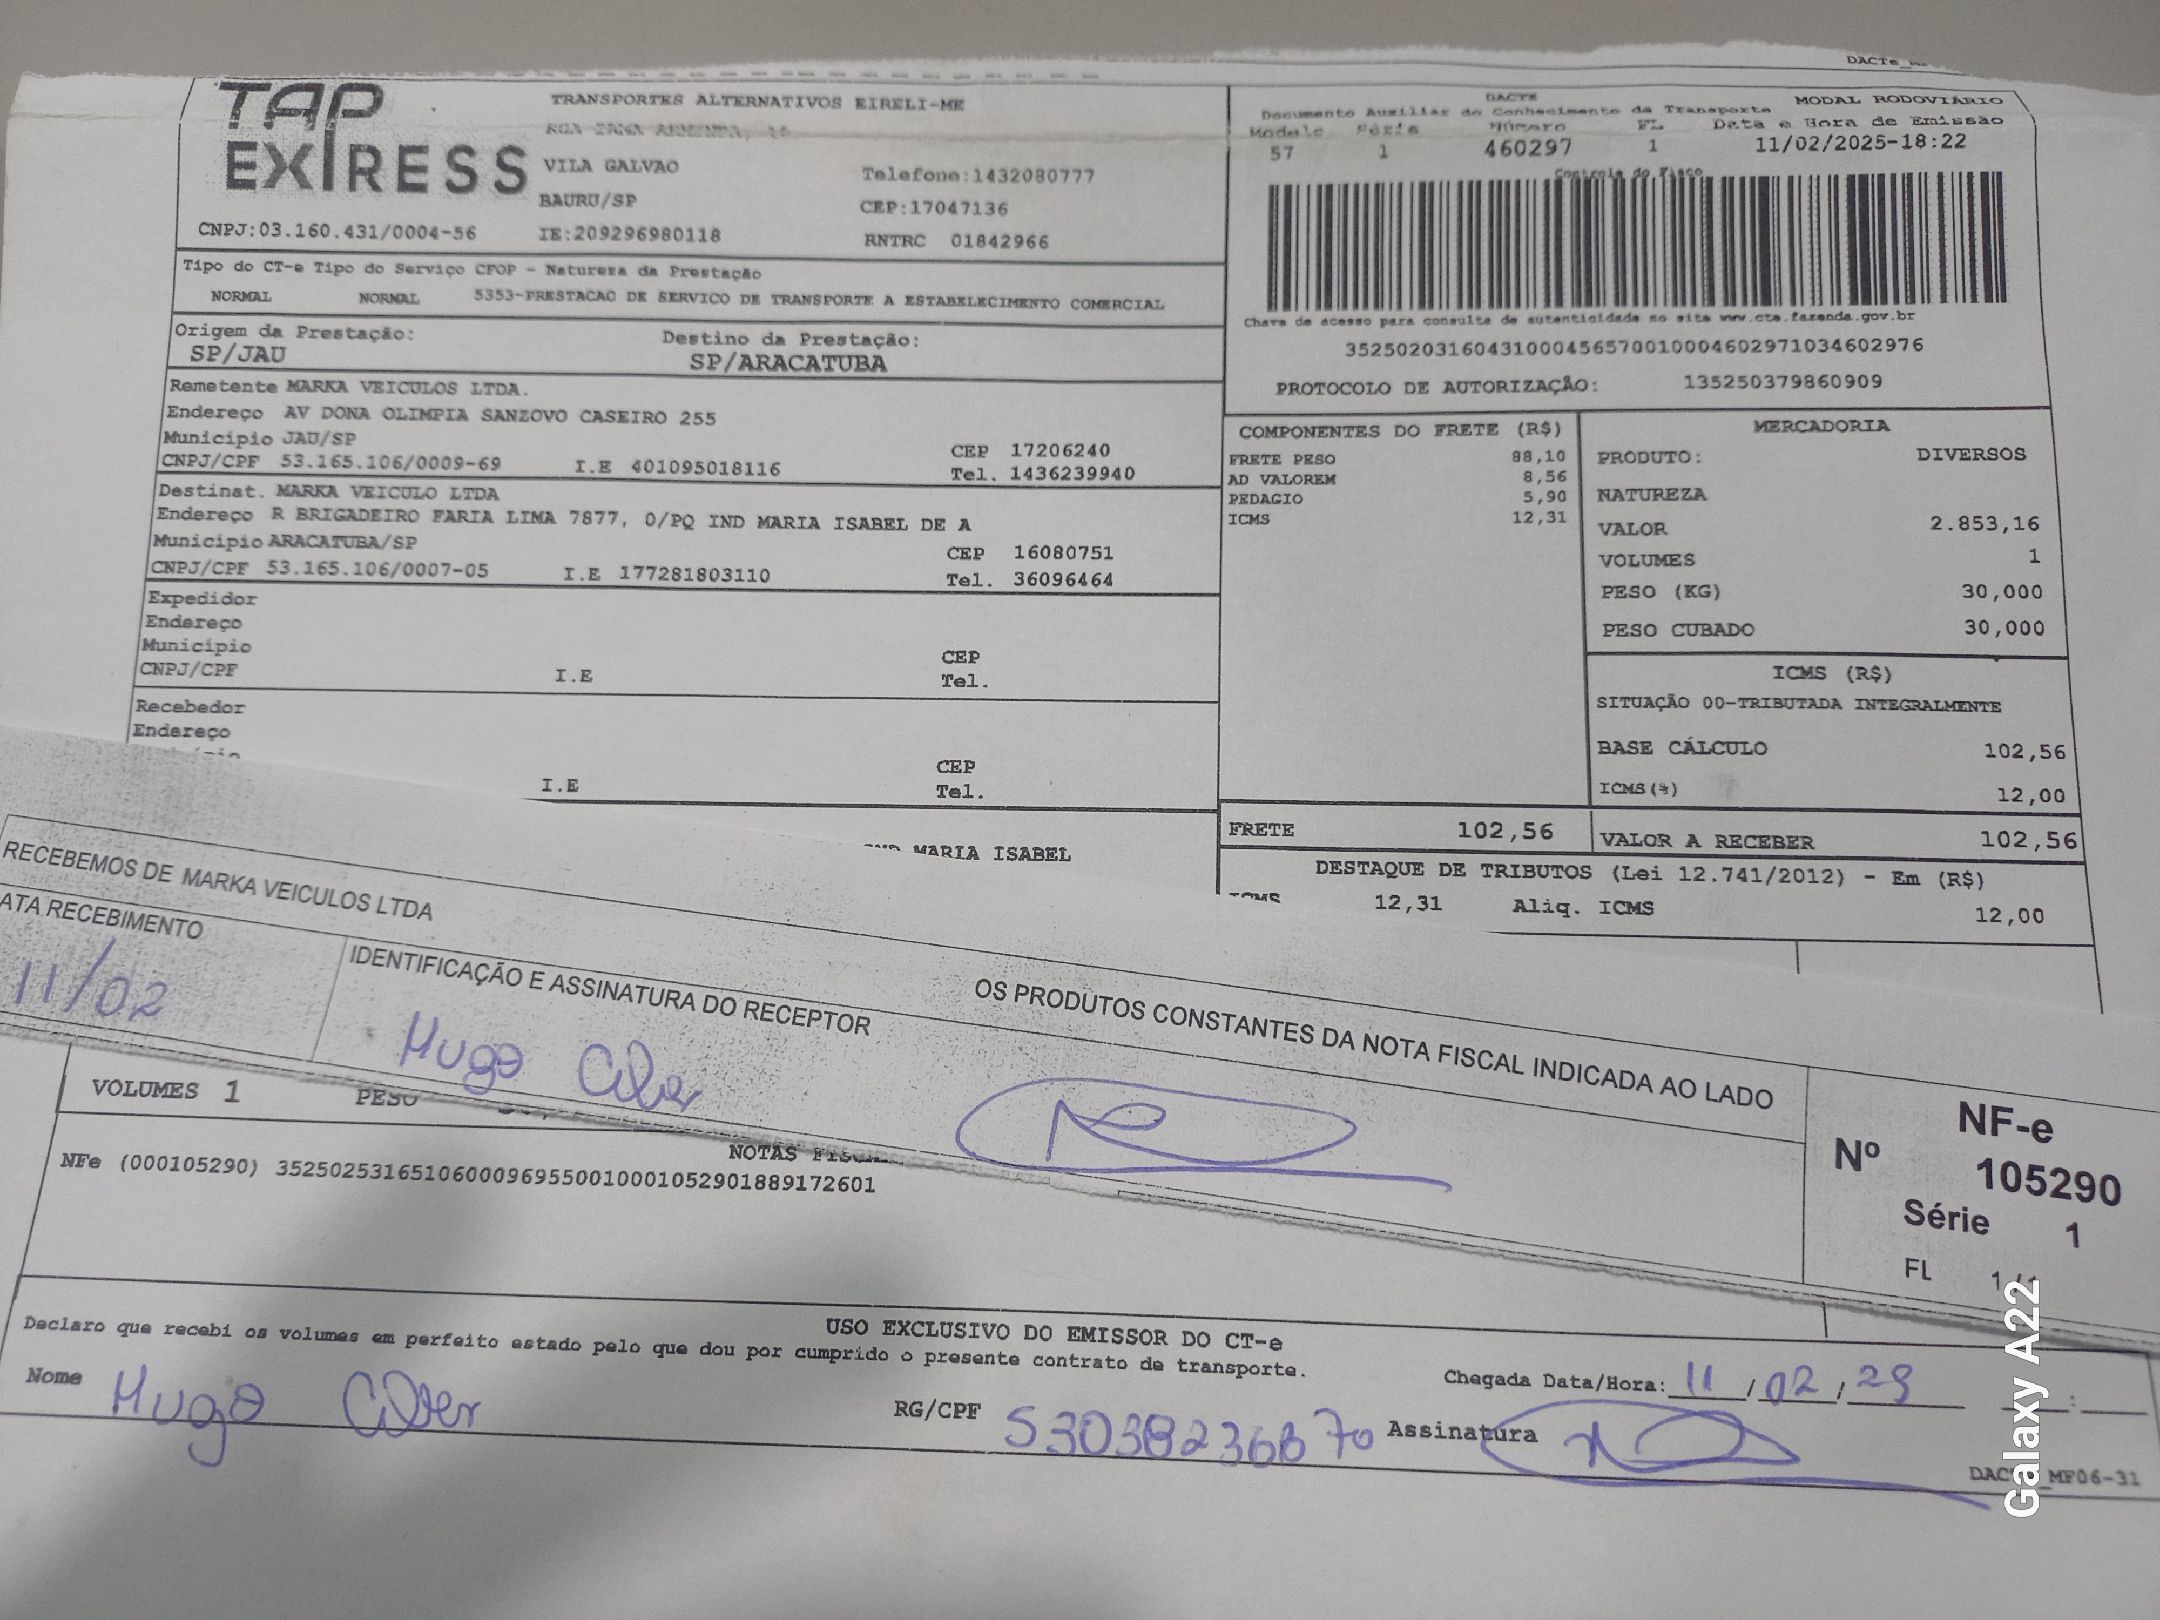 DACTe_
TAP EXPRESS
TRANSPORTES ALTERNATIVOS EIRELI-ME
VILA GALVAO
Telefone:1432080777
BAURU/SP
CEP:17047136
CNPJ:03.160.431/0004-56
IE:209296980118
RNTRC 01842966
DACTE
Documento Auxiliar do Conhecimento de Transporte
MODAL RODOVIÁRIO
Modelo Série Número FL Data e Hora de Emissão
57 1 460297 1 11/02/2025-18:22
Controle do Fisco
Chave de acesso para consulta de autenticidade no site www.cte.fazenda.gov.br
35250203160431000456570010004602971034602976
PROTOCOLO DE AUTORIZAÇÃO: 135250379860909
Tipo do CT-e Tipo do Serviço CFOP - Natureza da Prestação
NORMAL NORMAL 5353-PRESTACAO DE SERVICO DE TRANSPORTE A ESTABELECIMENTO COMERCIAL
Origem da Prestação: Destino da Prestação:
SP/JAU SP/ARACATUBA
Remetente MARKA VEICULOS LTDA.
Endereço AV DONA OLIMPIA SANZOVO CASEIRO 255
Município JAU/SP CEP 17206240
CNPJ/CPF 53.165.106/0009-69 I.E 401095018116 Tel. 1436239940
Destinat. MARKA VEICULO LTDA
Endereço R BRIGADEIRO FARIA LIMA 7877, 0/PQ IND MARIA ISABEL DE A
Município ARACATUBA/SP CEP 16080751
CNPJ/CPF 53.165.106/0007-05 I.E 177281803110 Tel. 36096464
Expedidor
Endereço
Município CEP
CNPJ/CPF I.E Tel.
Recebedor
Endereço
CEP
I.E Tel.
MARIA ISABEL
COMPONENTES DO FRETE (R$)
FRETE PESO 88,10
AD VALOREM 8,56
PEDAGIO 5,90
ICMS 12,31
MERCADORIA
PRODUTO: DIVERSOS
NATUREZA
VALOR 2.853,16
VOLUMES 1
PESO (KG) 30,000
PESO CUBADO 30,000
ICMS (R$)
SITUAÇÃO 00-TRIBUTADA INTEGRALMENTE
BASE CÁLCULO 102,56
ICMS(%) 12,00
FRETE 102,56 VALOR A RECEBER 102,56
DESTAQUE DE TRIBUTOS (Lei 12.741/2012) - Em (R$)
ICMS 12,31 Aliq. ICMS 12,00
RECEBEMOS DE MARKA VEICULOS LTDA
OS PRODUTOS CONSTANTES DA NOTA FISCAL INDICADA AO LADO
ATA RECEBIMENTO
IDENTIFICAÇÃO E ASSINATURA DO RECEPTOR
11/02
Hugo
NF-e
Nº 105290
Série 1
FL
VOLUMES 1 PESO
NOTAS
NFe (000105290) 35250253165106000969550010001052901889172601
USO EXCLUSIVO DO EMISSOR DO CT-e
Declaro que recebi os volumes em perfeito estado pelo que dou por cumprido o presente contrato de transporte.
Nome Hugo
RG/CPF 53038236870
Chegada Data/Hora: 11/02/25 :
Assinatura
MF06-31
Galaxy A22